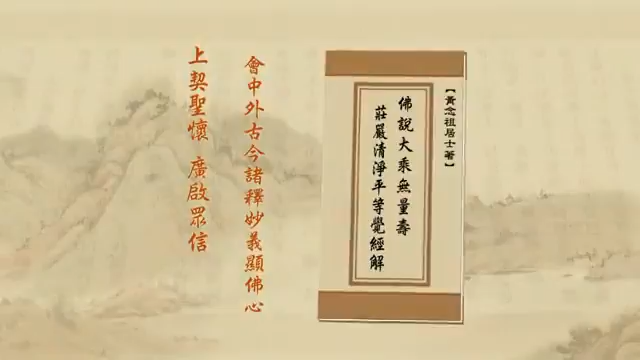 【黃念祖居士著】
佛說大乘無量壽
莊嚴清淨平等覺經解
會中外古今諸釋妙義顯佛心
上契聖懷 廣啟眾信